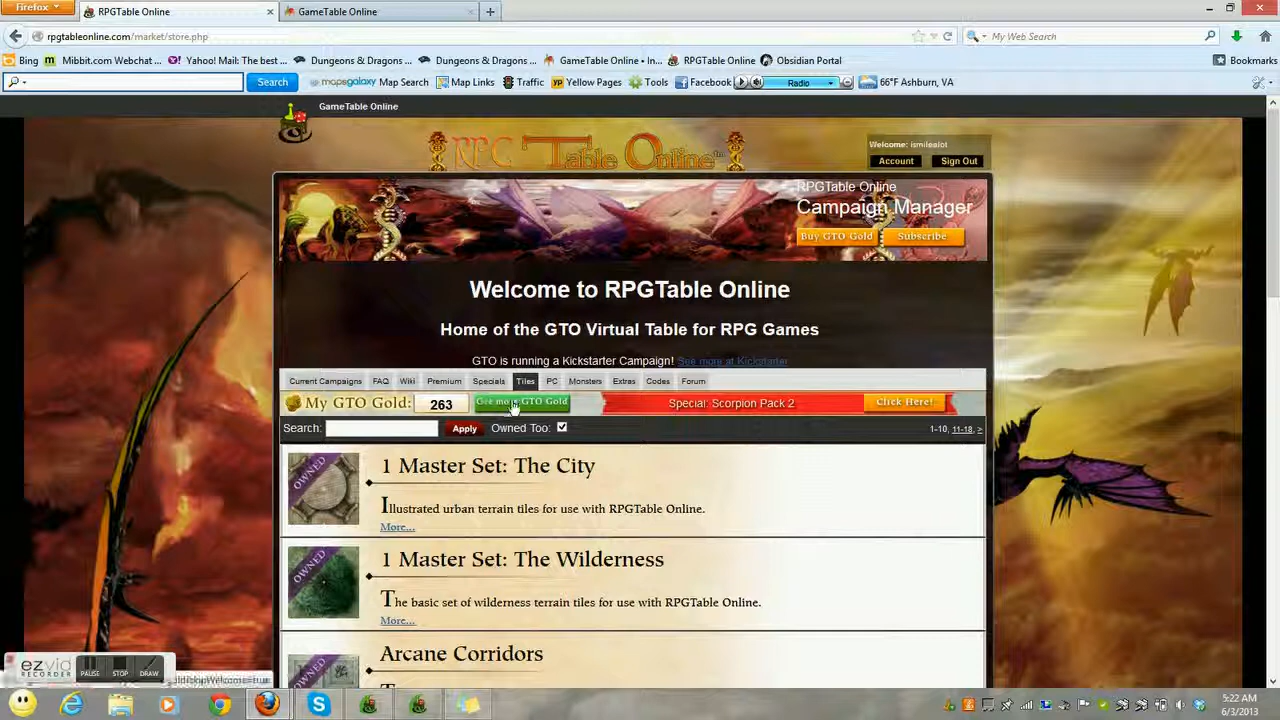 Firefox
RPGTable Online
GameTable Online
rpgtableonline.com/market/store.php
My Web Search
Bing
Mibbit.com Webchat ...
Yahoo! Mail: The best ...
Dungeons & Dragons ...
Dungeons & Dragons ...
GameTable Online • In...
RPGTable Online
Obsidian Portal
Bookmarks
Search
mapsgalaxy
Map Search
Map Links
Traffic
Yellow Pages
Tools
Facebook
Radio
66°F Ashburn, VA
GameTable Online
RPG Table Online
Welcome: ismilealot
Account
Sign Out
RPGTable Online
Campaign Manager
Buy GTO Gold
Subscribe
Welcome to RPGTable Online
Home of the GTO Virtual Table for RPG Games
GTO is running a Kickstarter Campaign! See more at Kickstarter
Current Campaigns
FAQ
Wiki
Premium
Specials
Tiles
PC
Monsters
Extras
Codes
Forum
My GTO Gold: 263
Get more GTO Gold
Special: Scorpion Pack 2
Click Here!
Search:
Apply
Owned Too:
1-10, 11-18, >
OWNED
1 Master Set: The City
Illustrated urban terrain tiles for use with RPGTable Online.
More...
OWNED
1 Master Set: The Wilderness
The basic set of wilderness terrain tiles for use with RPGTable Online.
More...
OWNED
Arcane Corridors
ezvid
RECORDER
PAUSE
STOP
DRAW
5:22 AM
6/3/2013